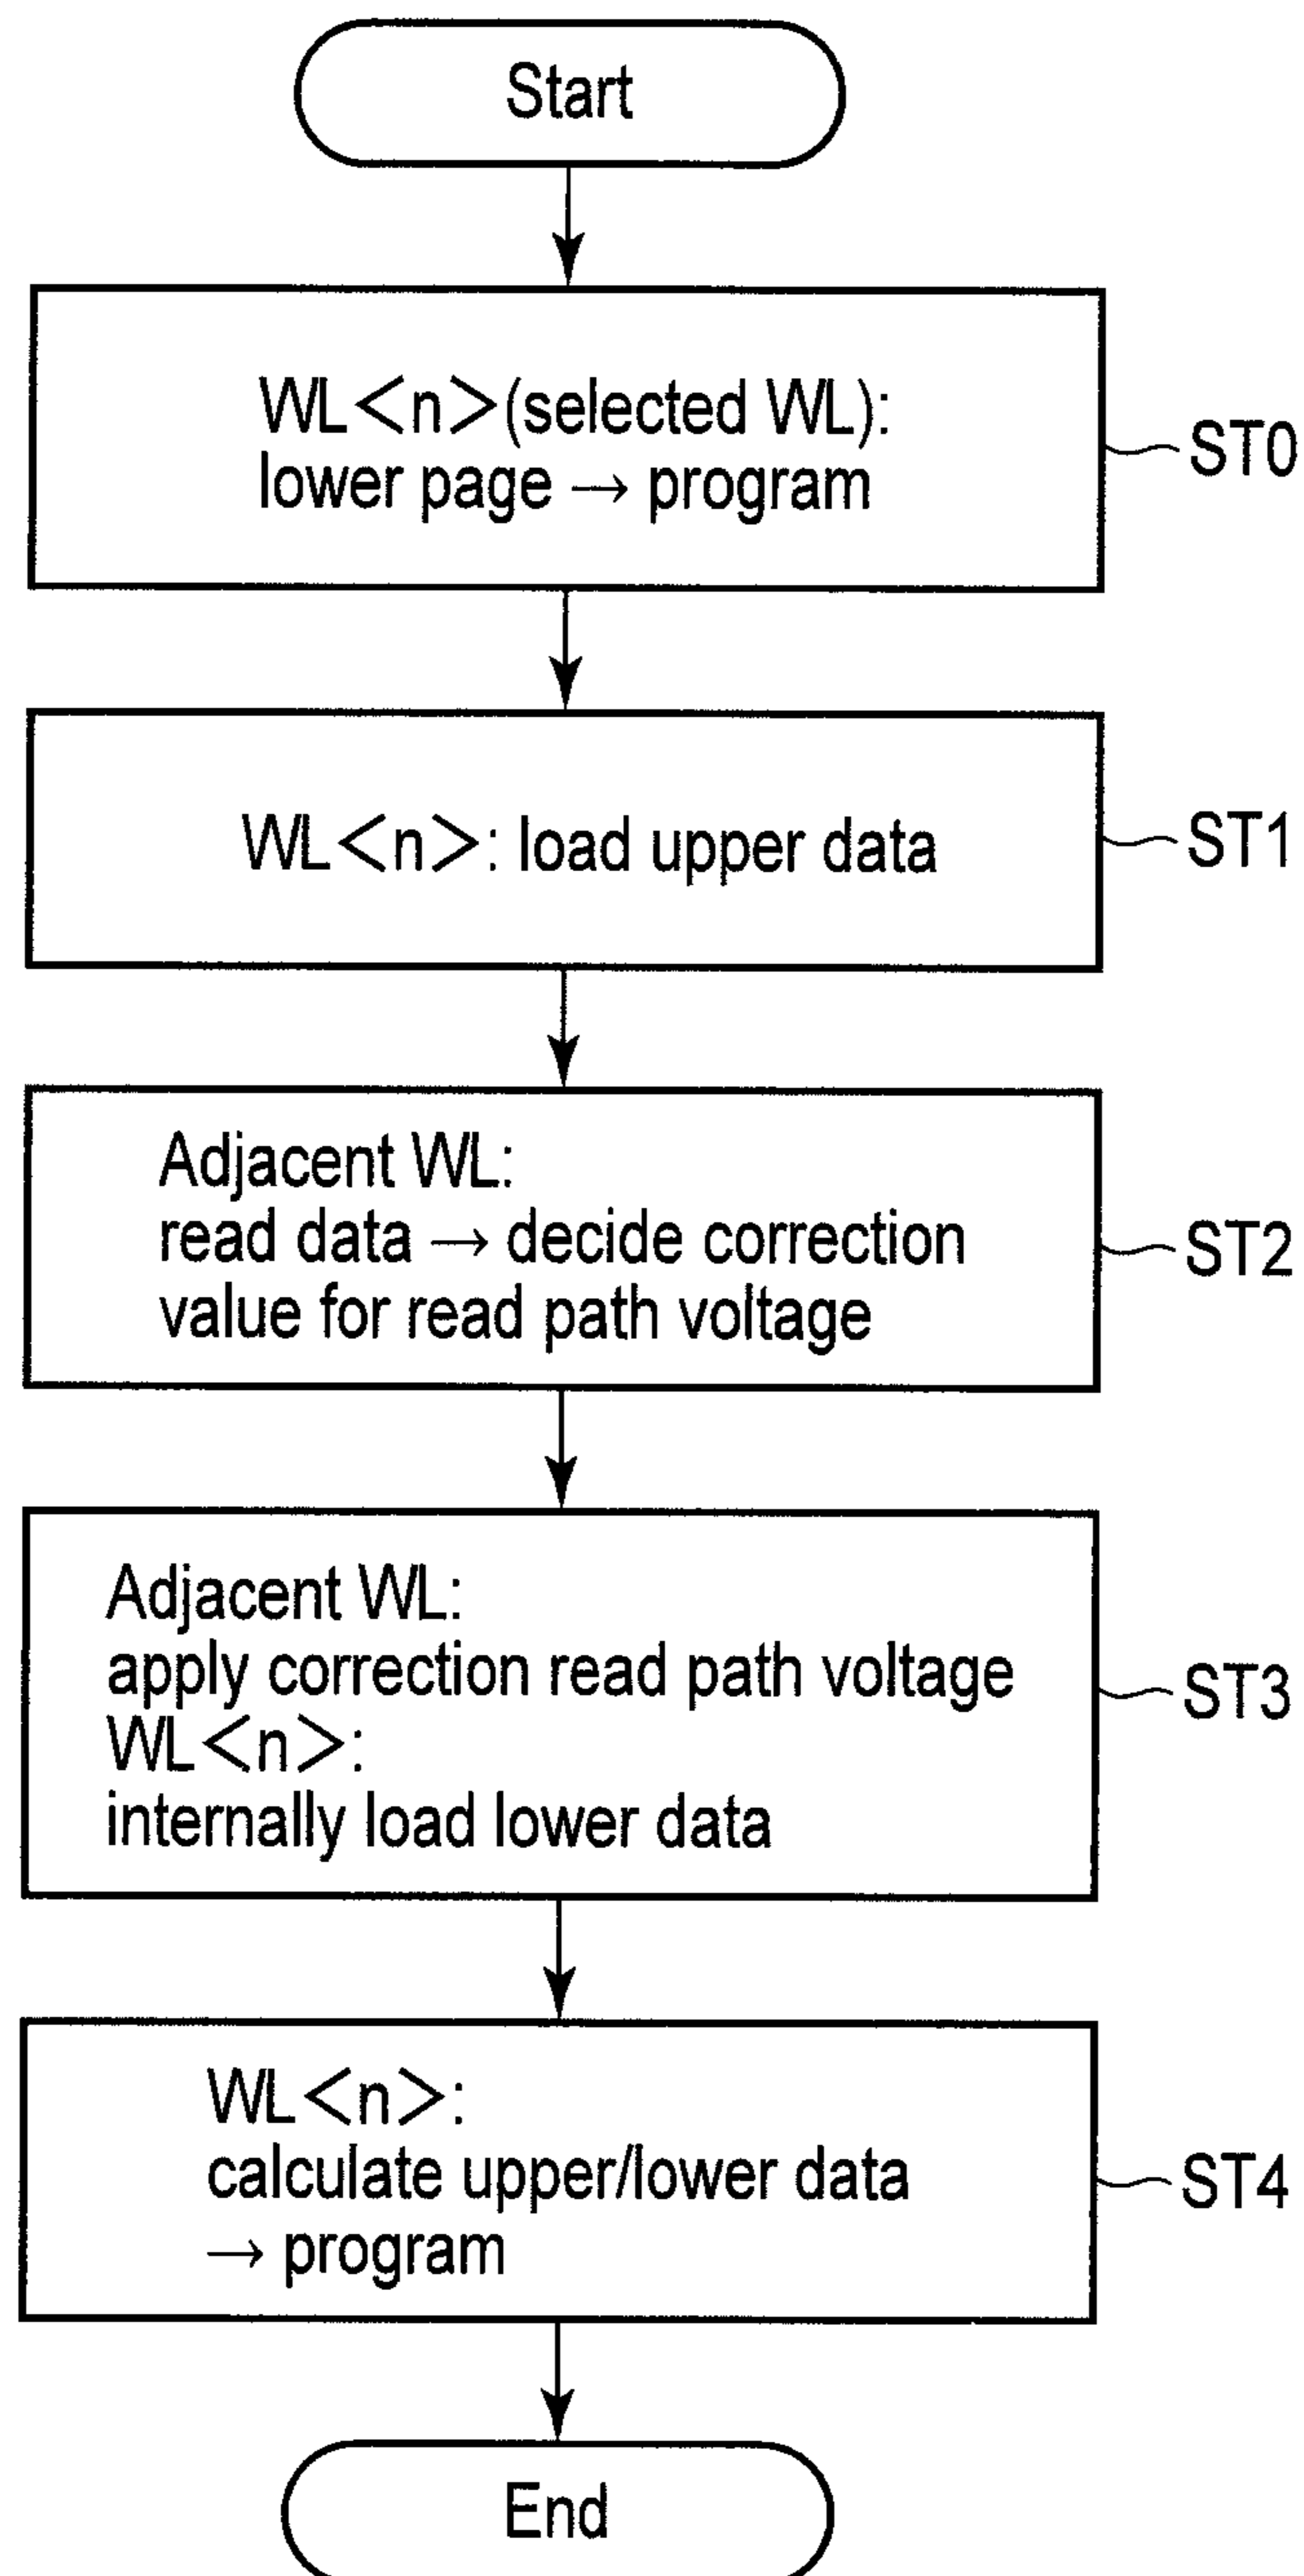 Start
WL<n>(selected WL):
lower page → program
ST0
WL<n>: load upper data
ST1
Adjacent WL:
read data → decide correction
value for read path voltage
ST2
Adjacent WL:
apply correction read path voltage
WL<n>:
internally load lower data
ST3
WL<n>:
calculate upper/lower data
→ program
ST4
End